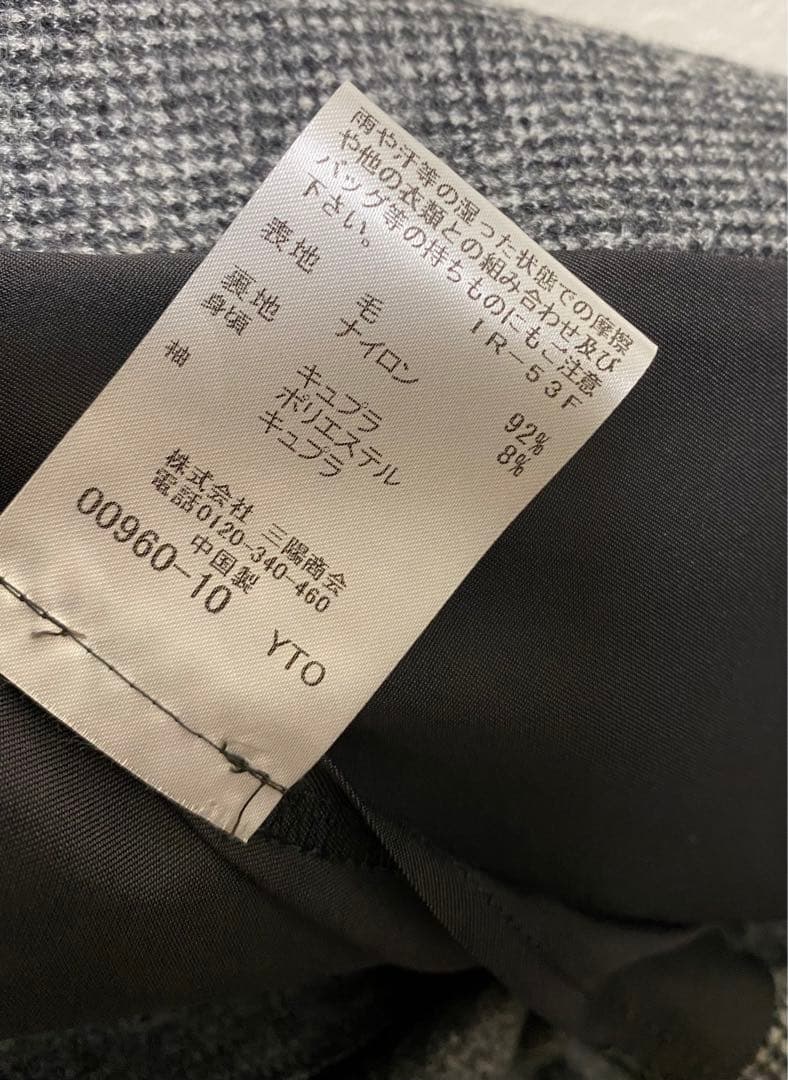 雨や汗等の湿った状態での摩擦
や他の衣類との組み合わせ及び
バッグ等の持ちものにもご注意
下さい。
IR-53F
表地 毛 92%
ナイロン 8%
裏地
身頃 キュプラ
ポリエステル
袖 キュプラ
株式会社 三陽商会
電話0120-340-460
中国製
00960-10 YTO